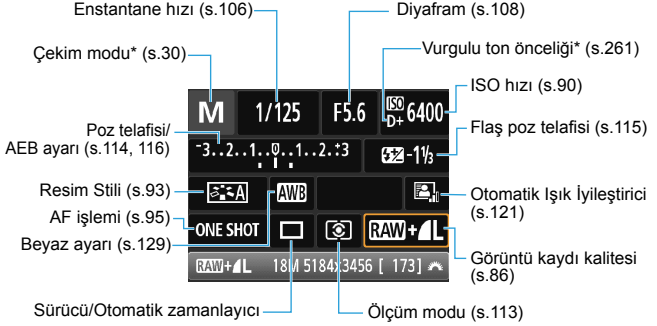 Enstantane hızı (s.106)
Diyafram (s.108)
Çekim modu* (s.30)
Vurgulu ton önceliği* (s.261)
ISO hızı (s.90)
M 1/125 F5.6 ISO D+ 6400
Poz telafisi/
AEB ayarı (s.114, 116)
-3..2..1..0..1..2.+3
-1⅓
Flaş poz telafisi (s.115)
Resim Stili (s.93)
A AWB
Otomatik Işık İyileştirici
(s.121)
AF işlemi (s.95)
ONE SHOT RAW+L
Beyaz ayarı (s.129)
Görüntü kaydı kalitesi
(s.86)
RAW+L 18M 5184x3456 [ 173]
Sürücü/Otomatik zamanlayıcı
Ölçüm modu (s.113)